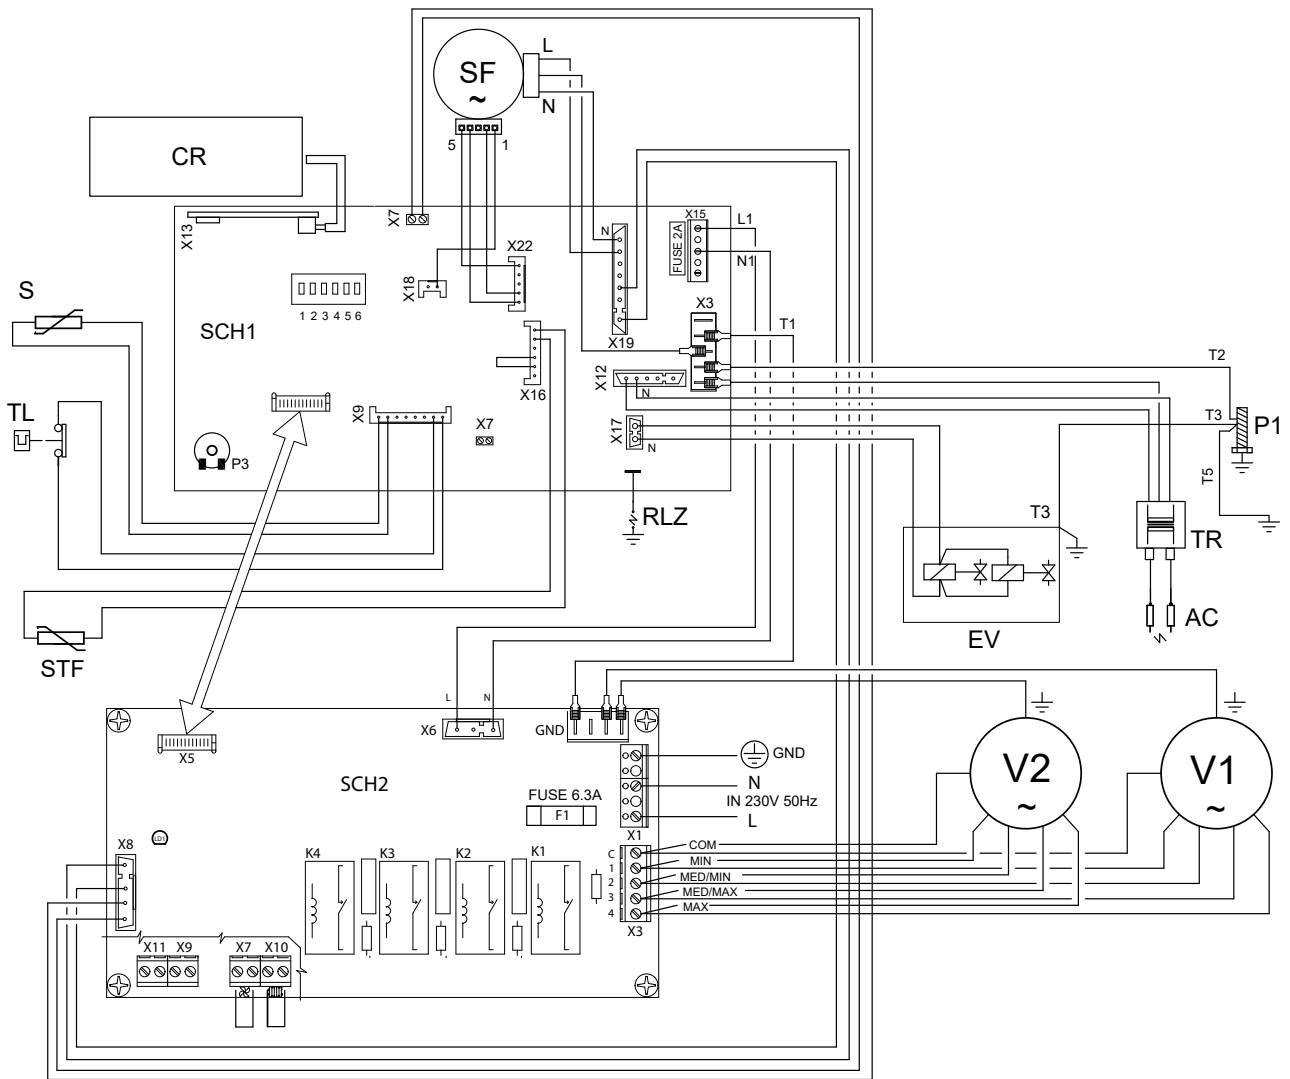 L
SF
~
N
5
1
CR
X13
X7
X22
X18
N
X19
X15
FUSE 2A
L1
N1
X3
T1
S
1 2 3 4 5 6
SCH1
X16
X12
N
T2
T3
P1
TL
X9
X7
X17
N
P3
T5
RLZ
T3
TR
EV
AC
STF
L
N
X6
GND
X5
SCH2
FUSE 6.3A
F1
GND
N
IN 230V 50Hz
L
X1
V2
~
V1
~
LD1
X8
K4
K3
K2
K1
C
1
2
3
4
X3
COM
MIN
MED/MIN
MED/MAX
MAX
X11
X9
X7
X10